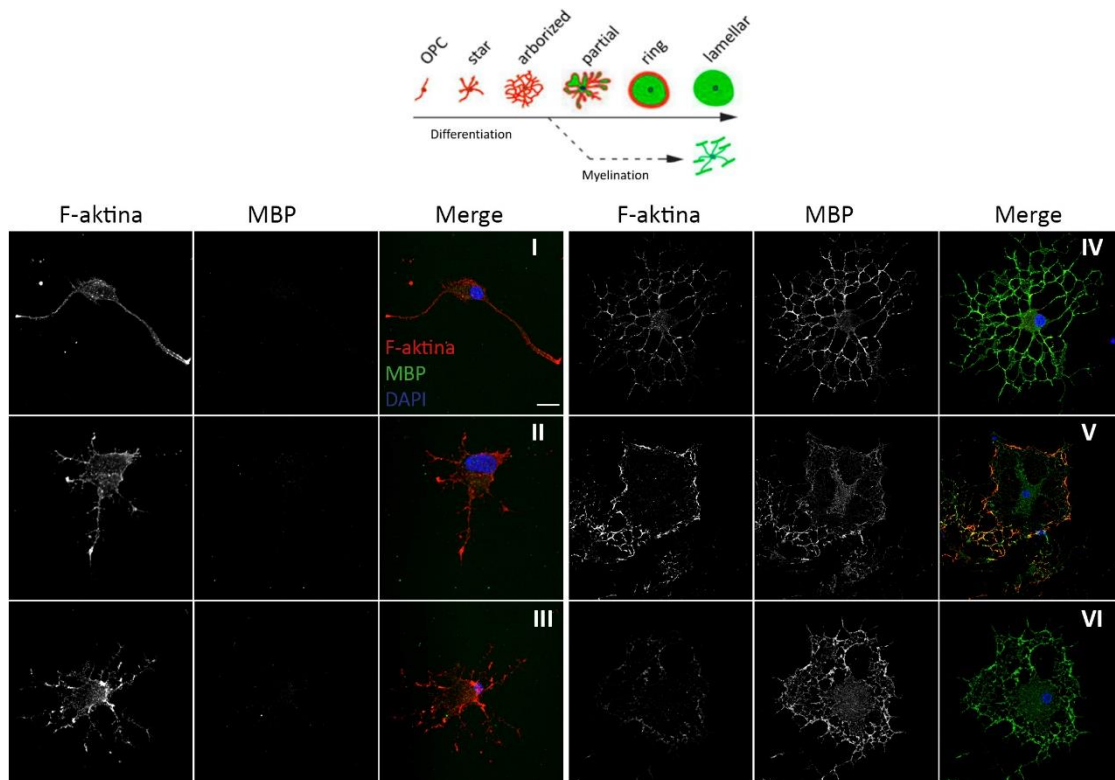 OPC star arborized partial ring lamellar
Differentiation
Myelination
F-aktina MBP Merge F-aktina MBP Merge
I IV
F-aktina
MBP
DAPI
II V
III VI